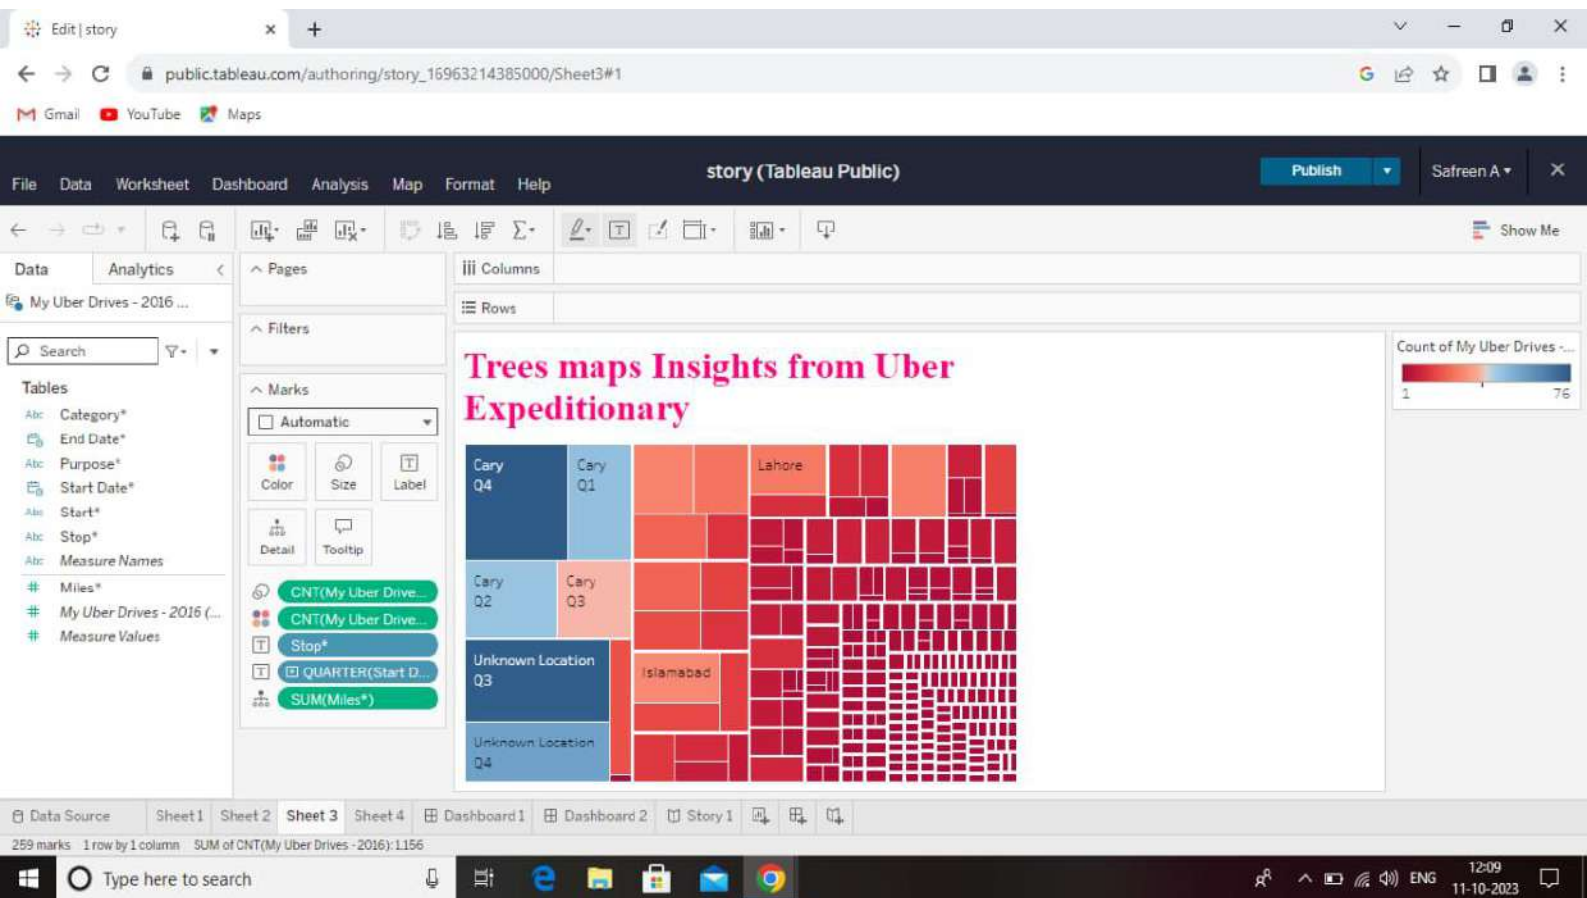 Edit | story
public.tableau.com/authoring/story_16963214385000/Sheet3#1
Gmail YouTube Maps
story (Tableau Public)
Publish
Safreen A
File Data Worksheet Dashboard Analysis Map Format Help
Show Me
Data Analytics
Pages
Columns
My Uber Drives - 2016 ...
Rows
Filters
Search
Tables
Category*
End Date*
Purpose*
Start Date*
Start*
Stop*
Measure Names
Miles*
My Uber Drives - 2016 (...
Measure Values
Marks
Automatic
Color Size Label
Detail Tooltip
CNT(My Uber Drive...
CNT(My Uber Drive...
Stop*
QUARTER(Start D...
SUM(Miles*)
Trees maps Insights from Uber
Expeditionary
Cary
Q4
Cary
Q1
Cary
Q2
Cary
Q3
Unknown Location
Q3
Unknown Location
Q4
Lahore
Islamabad
Count of My Uber Drives -...
1 76
Data Source Sheet 1 Sheet 2 Sheet 3 Sheet 4 Dashboard 1 Dashboard 2 Story 1
259 marks 1 row by 1 column SUM of CNT(My Uber Drives - 2016): 1,156
Type here to search
ENG
12:09
11-10-2023